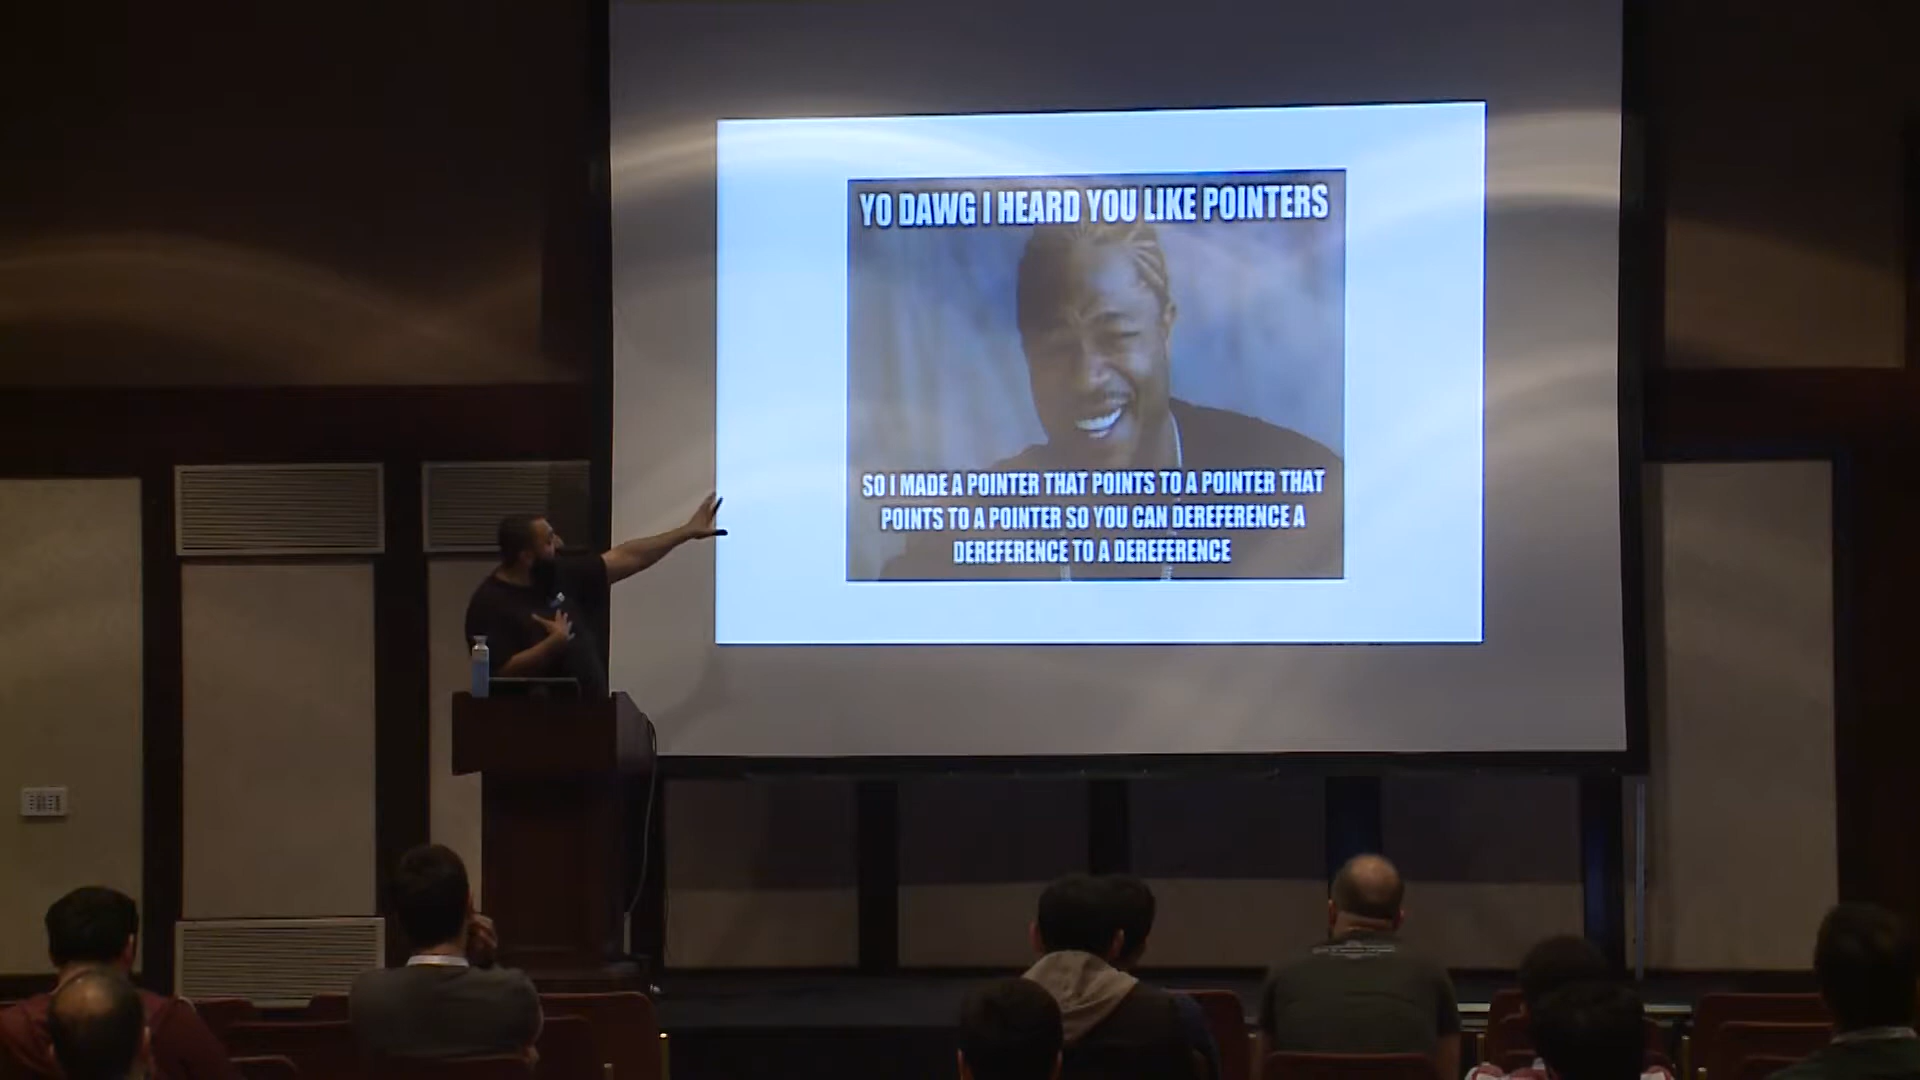 YO DAWG I HEARD YOU LIKE POINTERS
SO I MADE A POINTER THAT POINTS TO A POINTER THAT
POINTS TO A POINTER SO YOU CAN DEREFERENCE A
DEREFERENCE TO A DEREFERENCE